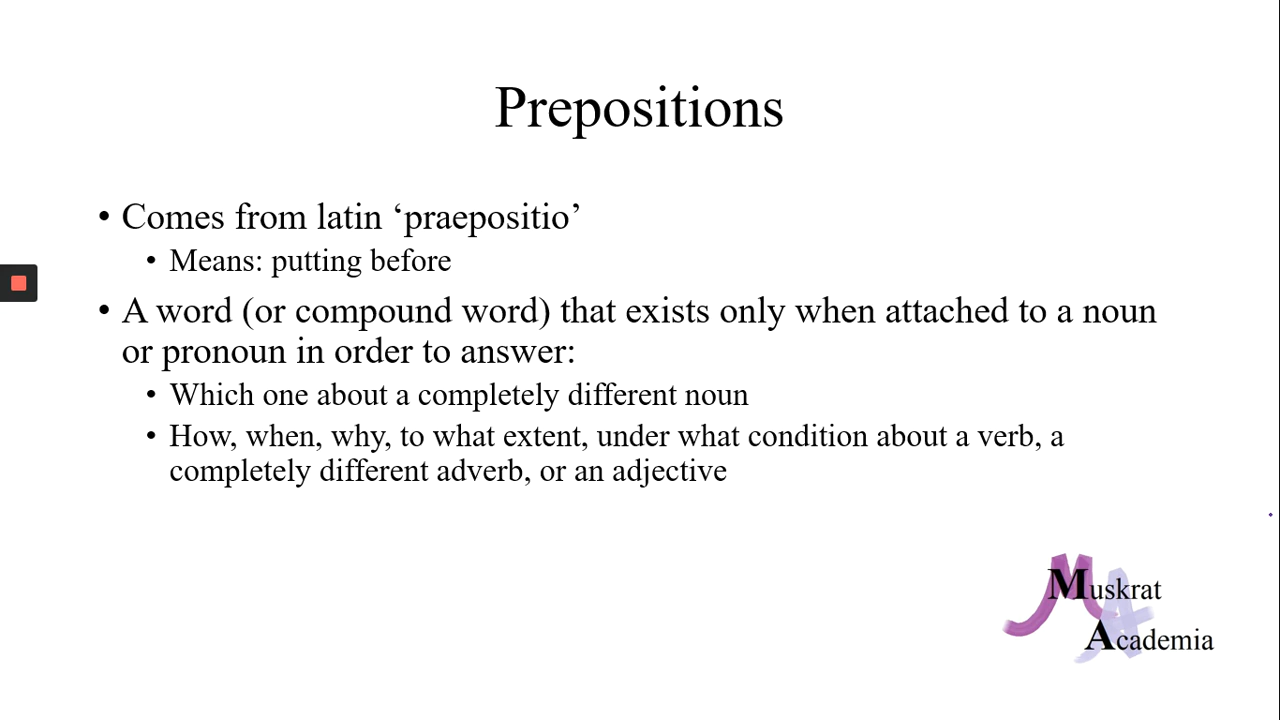 Prepositions
• Comes from latin ‘praepositio’
• Means: putting before
• A word (or compound word) that exists only when attached to a noun
or pronoun in order to answer:
• Which one about a completely different noun
• How, when, why, to what extent, under what condition about a verb, a
completely different adverb, or an adjective
Muskrat
Academia